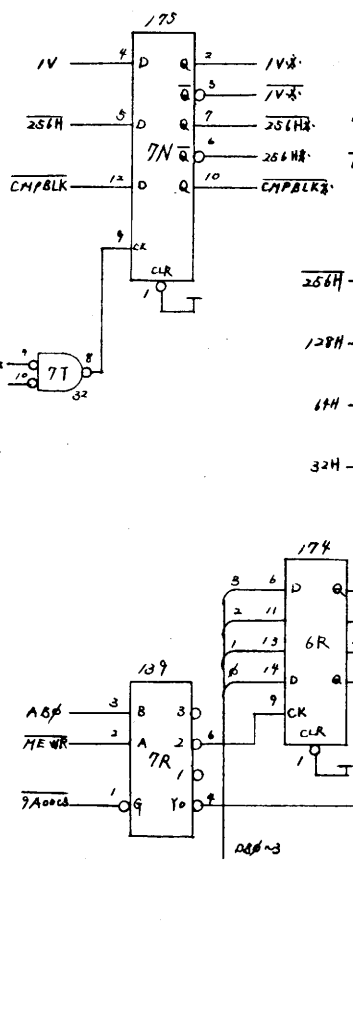 175
1V 4 D Q 2 1V※
Q 3 1V※
256H 5 D Q 7 256H※
7N Q 6 256H※
CMPBLK 12 D Q 10 CMPBLK※
9 CK
CLR
1
256H
128H
64H
32H
9 8
7T
10
32
174
3 6 D Q
2 11
1 13 6R
Ø 14 D Q
9 CK
CLR
1
139
ABØ 3 B 3
MEWR 2 A 2 6
7R
1
9A00CS 1 G Y0 4
DBØ~3